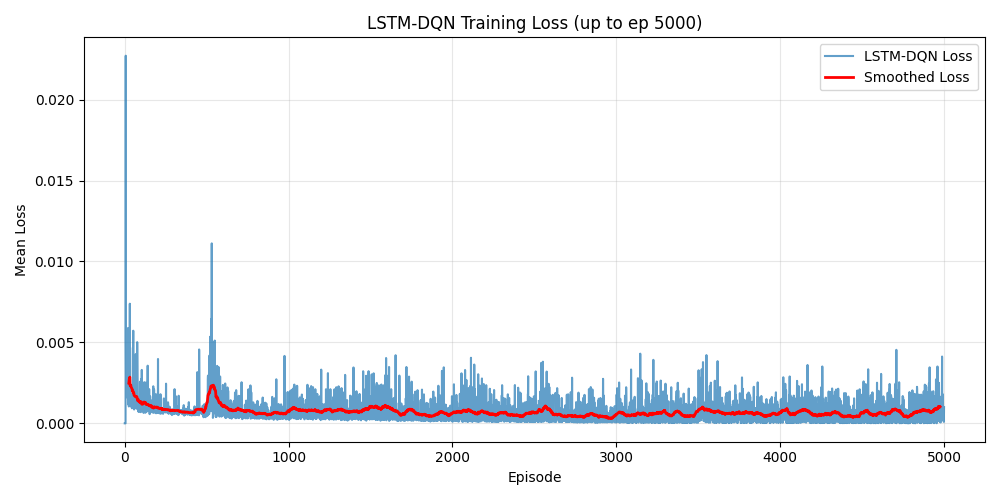 LSTM-DQN Training Loss (up to ep 5000)
LSTM-DQN Loss
Smoothed Loss
Mean Loss
0.020
0.015
0.010
0.005
0.000
0 1000 2000 3000 4000 5000
Episode